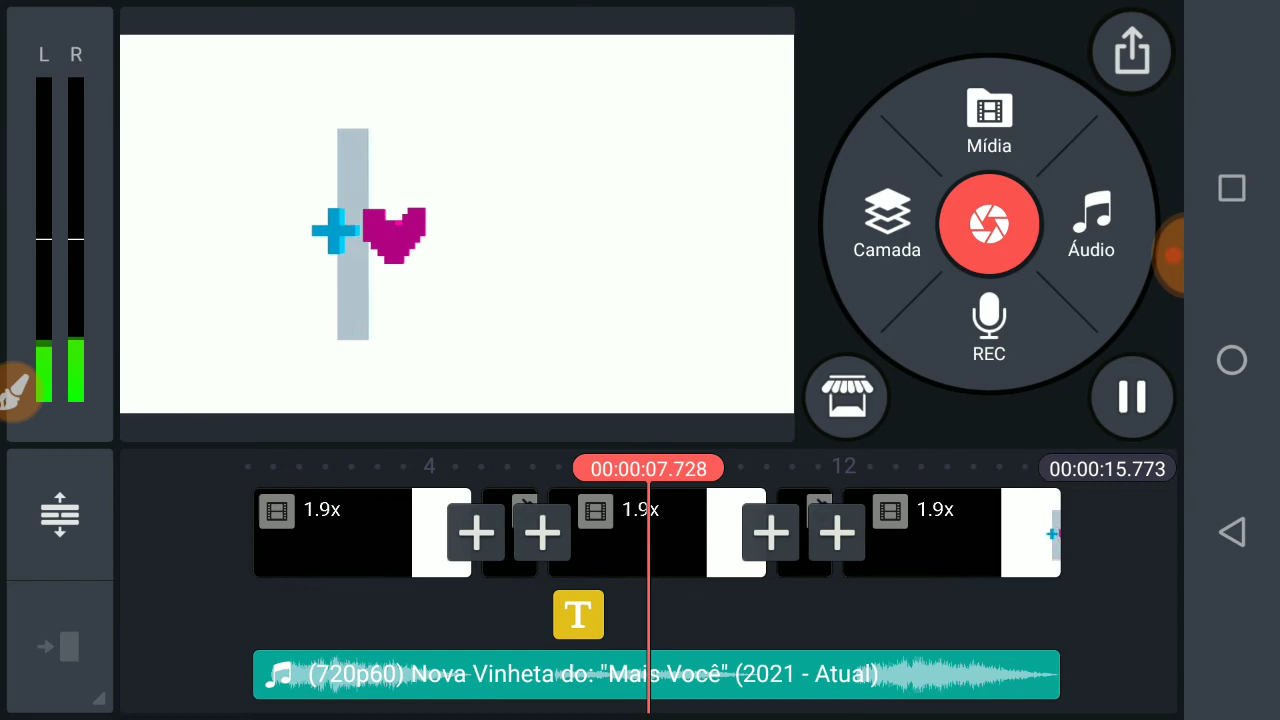 L R
Mídia
Camada
Áudio
REC
4
00:00:07.728
12
00:00:15.773
1.9x
1.9x
1.9x
T
(720p60) Nova Vinheta do: "Mais Você" (2021 - Atual)